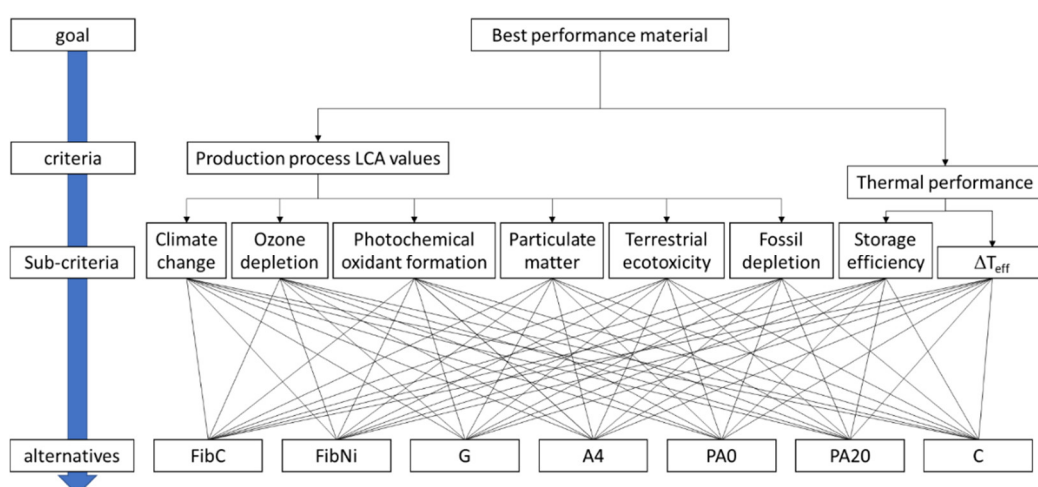 goal
Best performance material
criteria
Production process LCA values
Thermal performance
Sub-criteria
Climate
change
Ozone
depletion
Photochemical
oxidant formation
Particulate
matter
Terrestrial
ecotoxicity
Fossil
depletion
Storage
efficiency
ΔTeff
alternatives
FibC
FibNi
G
A4
PA0
PA20
C